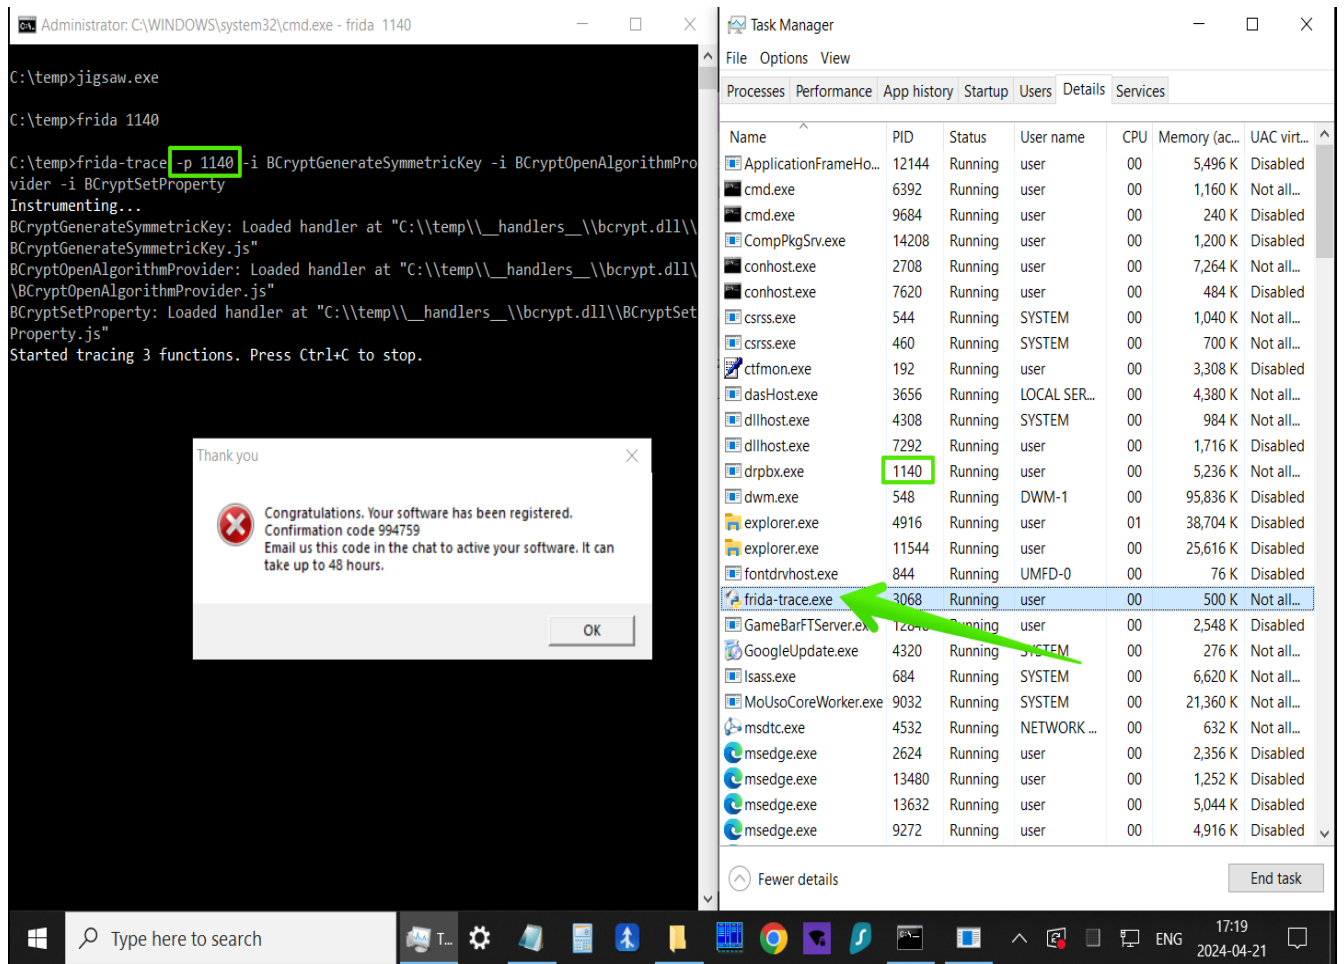 Administrator: C:\WINDOWS\system32\cmd.exe - frida 1140
C:\temp>jigsaw.exe
C:\temp>frida 1140
C:\temp>frida-trace -p 1140 -i BCryptGenerateSymmetricKey -i BCryptOpenAlgorithmPro
vider -i BCryptSetProperty
Instrumenting...
BCryptGenerateSymmetricKey: Loaded handler at "C:\\temp\\__handlers__\\bcrypt.dll\\
BCryptGenerateSymmetricKey.js"
BCryptOpenAlgorithmProvider: Loaded handler at "C:\\temp\\__handlers__\\bcrypt.dll\
\BCryptOpenAlgorithmProvider.js"
BCryptSetProperty: Loaded handler at "C:\\temp\\__handlers__\\bcrypt.dll\\BCryptSet
Property.js"
Started tracing 3 functions. Press Ctrl+C to stop.
Thank you
Congratulations. Your software has been registered.
Confirmation code 994759
Email us this code in the chat to active your software. It can
take up to 48 hours.
OK
Task Manager
File Options View
Processes Performance App history Startup Users Details Services
Name PID Status User name CPU Memory (ac... UAC virt...
ApplicationFrameHo... 12144 Running user 00 5,496 K Disabled
cmd.exe 6392 Running user 00 1,160 K Not all...
cmd.exe 9684 Running user 00 240 K Disabled
CompPkgSrv.exe 14208 Running user 00 1,200 K Disabled
conhost.exe 2708 Running user 00 7,264 K Not all...
conhost.exe 7620 Running user 00 484 K Disabled
csrss.exe 544 Running SYSTEM 00 1,040 K Not all...
csrss.exe 460 Running SYSTEM 00 700 K Not all...
ctfmon.exe 192 Running user 00 3,308 K Disabled
dasHost.exe 3656 Running LOCAL SER... 00 4,380 K Not all...
dllhost.exe 4308 Running SYSTEM 00 984 K Not all...
dllhost.exe 7292 Running user 00 1,716 K Disabled
drpbx.exe 1140 Running user 00 5,236 K Not all...
dwm.exe 548 Running DWM-1 00 95,836 K Disabled
explorer.exe 4916 Running user 01 38,704 K Disabled
explorer.exe 11544 Running user 00 25,616 K Disabled
fontdrvhost.exe 844 Running UMFD-0 00 76 K Disabled
frida-trace.exe 3068 Running user 00 500 K Not all...
GameBarFTServer.exe Running user 00 2,548 K Disabled
GoogleUpdate.exe 4320 Running SYSTEM 00 276 K Not all...
lsass.exe 684 Running SYSTEM 00 6,620 K Not all...
MoUsoCoreWorker.exe 9032 Running SYSTEM 00 21,360 K Not all...
msdtc.exe 4532 Running NETWORK ... 00 632 K Not all...
msedge.exe 2624 Running user 00 2,356 K Disabled
msedge.exe 13480 Running user 00 1,252 K Disabled
msedge.exe 13632 Running user 00 5,044 K Disabled
msedge.exe 9272 Running user 00 4,916 K Disabled
Fewer details
End task
Type here to search
T...
ENG
17:19
2024-04-21